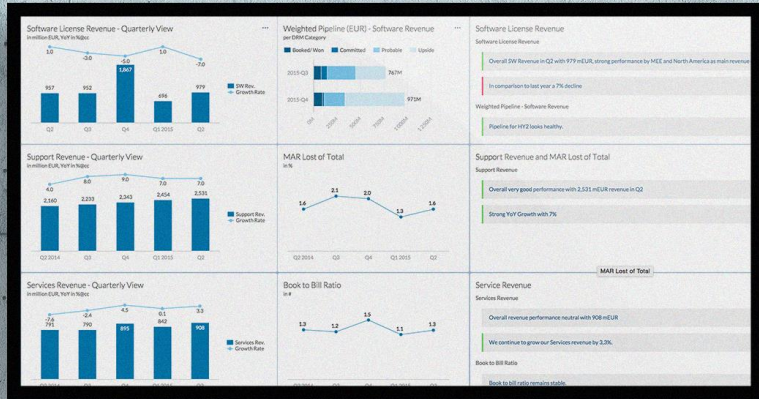 Software License Revenue - Quarterly View
in million EUR, YoY in %@cc
1.0
-3.0
-5.0
1.0
-7.0
957
952
1,867
696
979
SW Rev.
Growth Rate
Q2
Q3
Q4
Q1 2015
Q2
Weighted Pipeline (EUR) - Software Revenue
per DRM Category
Booked/Won
Committed
Probable
Upside
2015-Q3
767M
2015-Q4
971M
0M
250M
500M
750M
1000M
1250M
Software License Revenue
Software License Revenue
Overall SW Revenue in Q2 with 979 mEUR, strong performance by MEE and North America as main revenue
In comparison to last year a 7% decline
Weighted Pipeline - Software Revenue
Pipeline for HY2 looks healthy.
Support Revenue - Quarterly View
in million EUR, YoY in %@cc
4.0
8.0
9.0
7.0
7.0
2,160
2,233
2,343
2,454
2,531
Support Rev.
Growth Rate
Q2 2014
Q3
Q4
Q1 2015
Q2
MAR Lost of Total
in %
1.6
2.1
2.0
1.3
1.6
Q2 2014
Q3
Q4
Q1 2015
Q2
Support Revenue and MAR Lost of Total
Support Revenue
Overall very good performance with 2,531 mEUR revenue in Q2
Strong YoY Growth with 7%
MAR Lost of Total
Services Revenue - Quarterly View
in million EUR, YoY in %@cc
-7.6
-2.4
4.5
0.1
3.3
791
790
895
842
908
Services Rev.
Growth Rate
Book to Bill Ratio
in #
1.3
1.2
1.5
1.1
1.3
Service Revenue
Services Revenue
Overall revenue performance neutral with 908 mEUR
We continue to grow our Services revenue by 3,3%.
Book to Bill Ratio
Book to bill ratio remains stable.